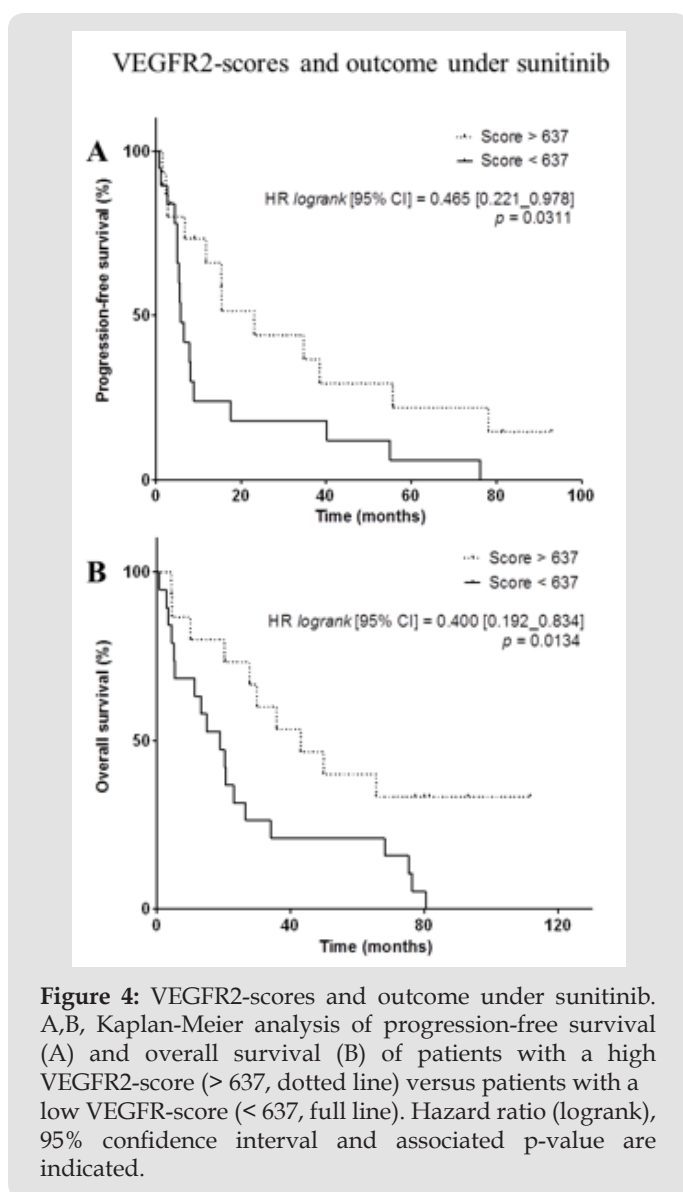 VEGFR2-scores and outcome under sunitinib
A
Score > 637
Score < 637
HR logrank [95% CI] = 0.465 [0.221_0.978]
p = 0.0311
Progression-free survival (%)
100
50
0
0 20 40 60 80 100
Time (months)
B
Score > 637
Score < 637
HR logrank [95% CI] = 0.400 [0.192_0.834]
p = 0.0134
Overall survival (%)
100
50
0
0 40 80 120
Time (months)
Figure 4: VEGFR2-scores and outcome under sunitinib.
A,B, Kaplan-Meier analysis of progression-free survival
(A) and overall survival (B) of patients with a high
VEGFR2-score (> 637, dotted line) versus patients with a
low VEGFR-score (< 637, full line). Hazard ratio (logrank),
95% confidence interval and associated p-value are
indicated.